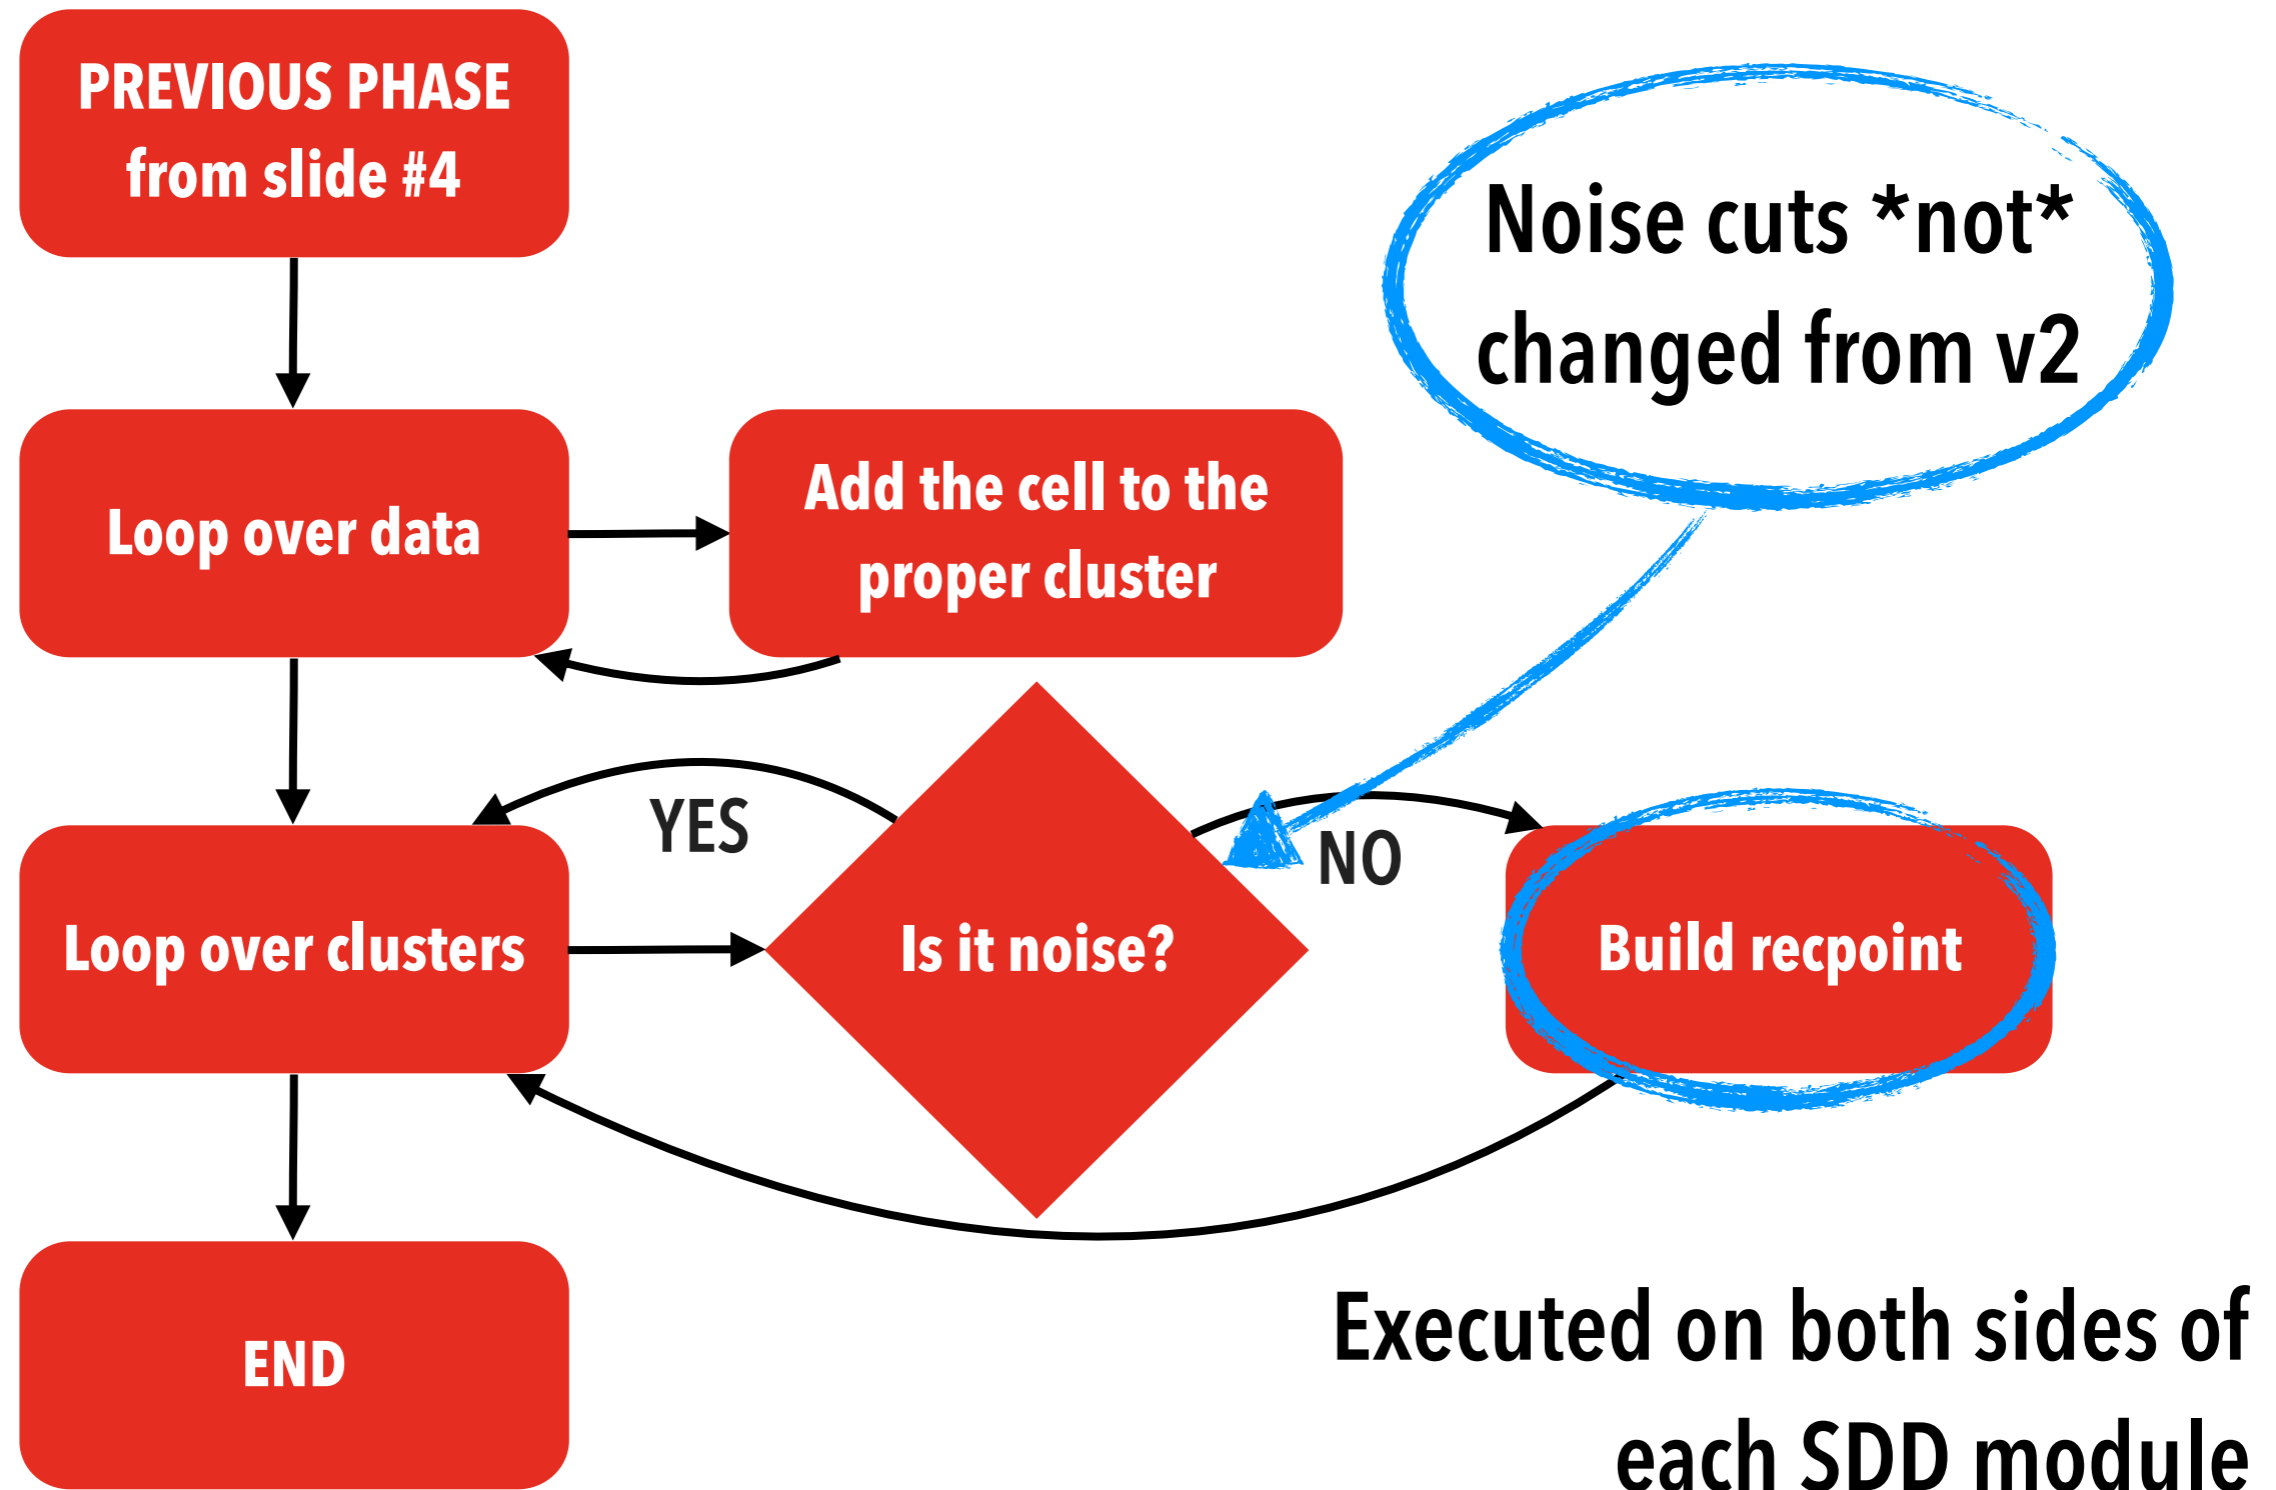 PREVIOUS PHASE
from slide #4
Noise cuts *not*
changed from v2
Loop over data
Add the cell to the
proper cluster
YES
NO
Loop over clusters
Is it noise?
Build recpoint
END
Executed on both sides of
each SDD module